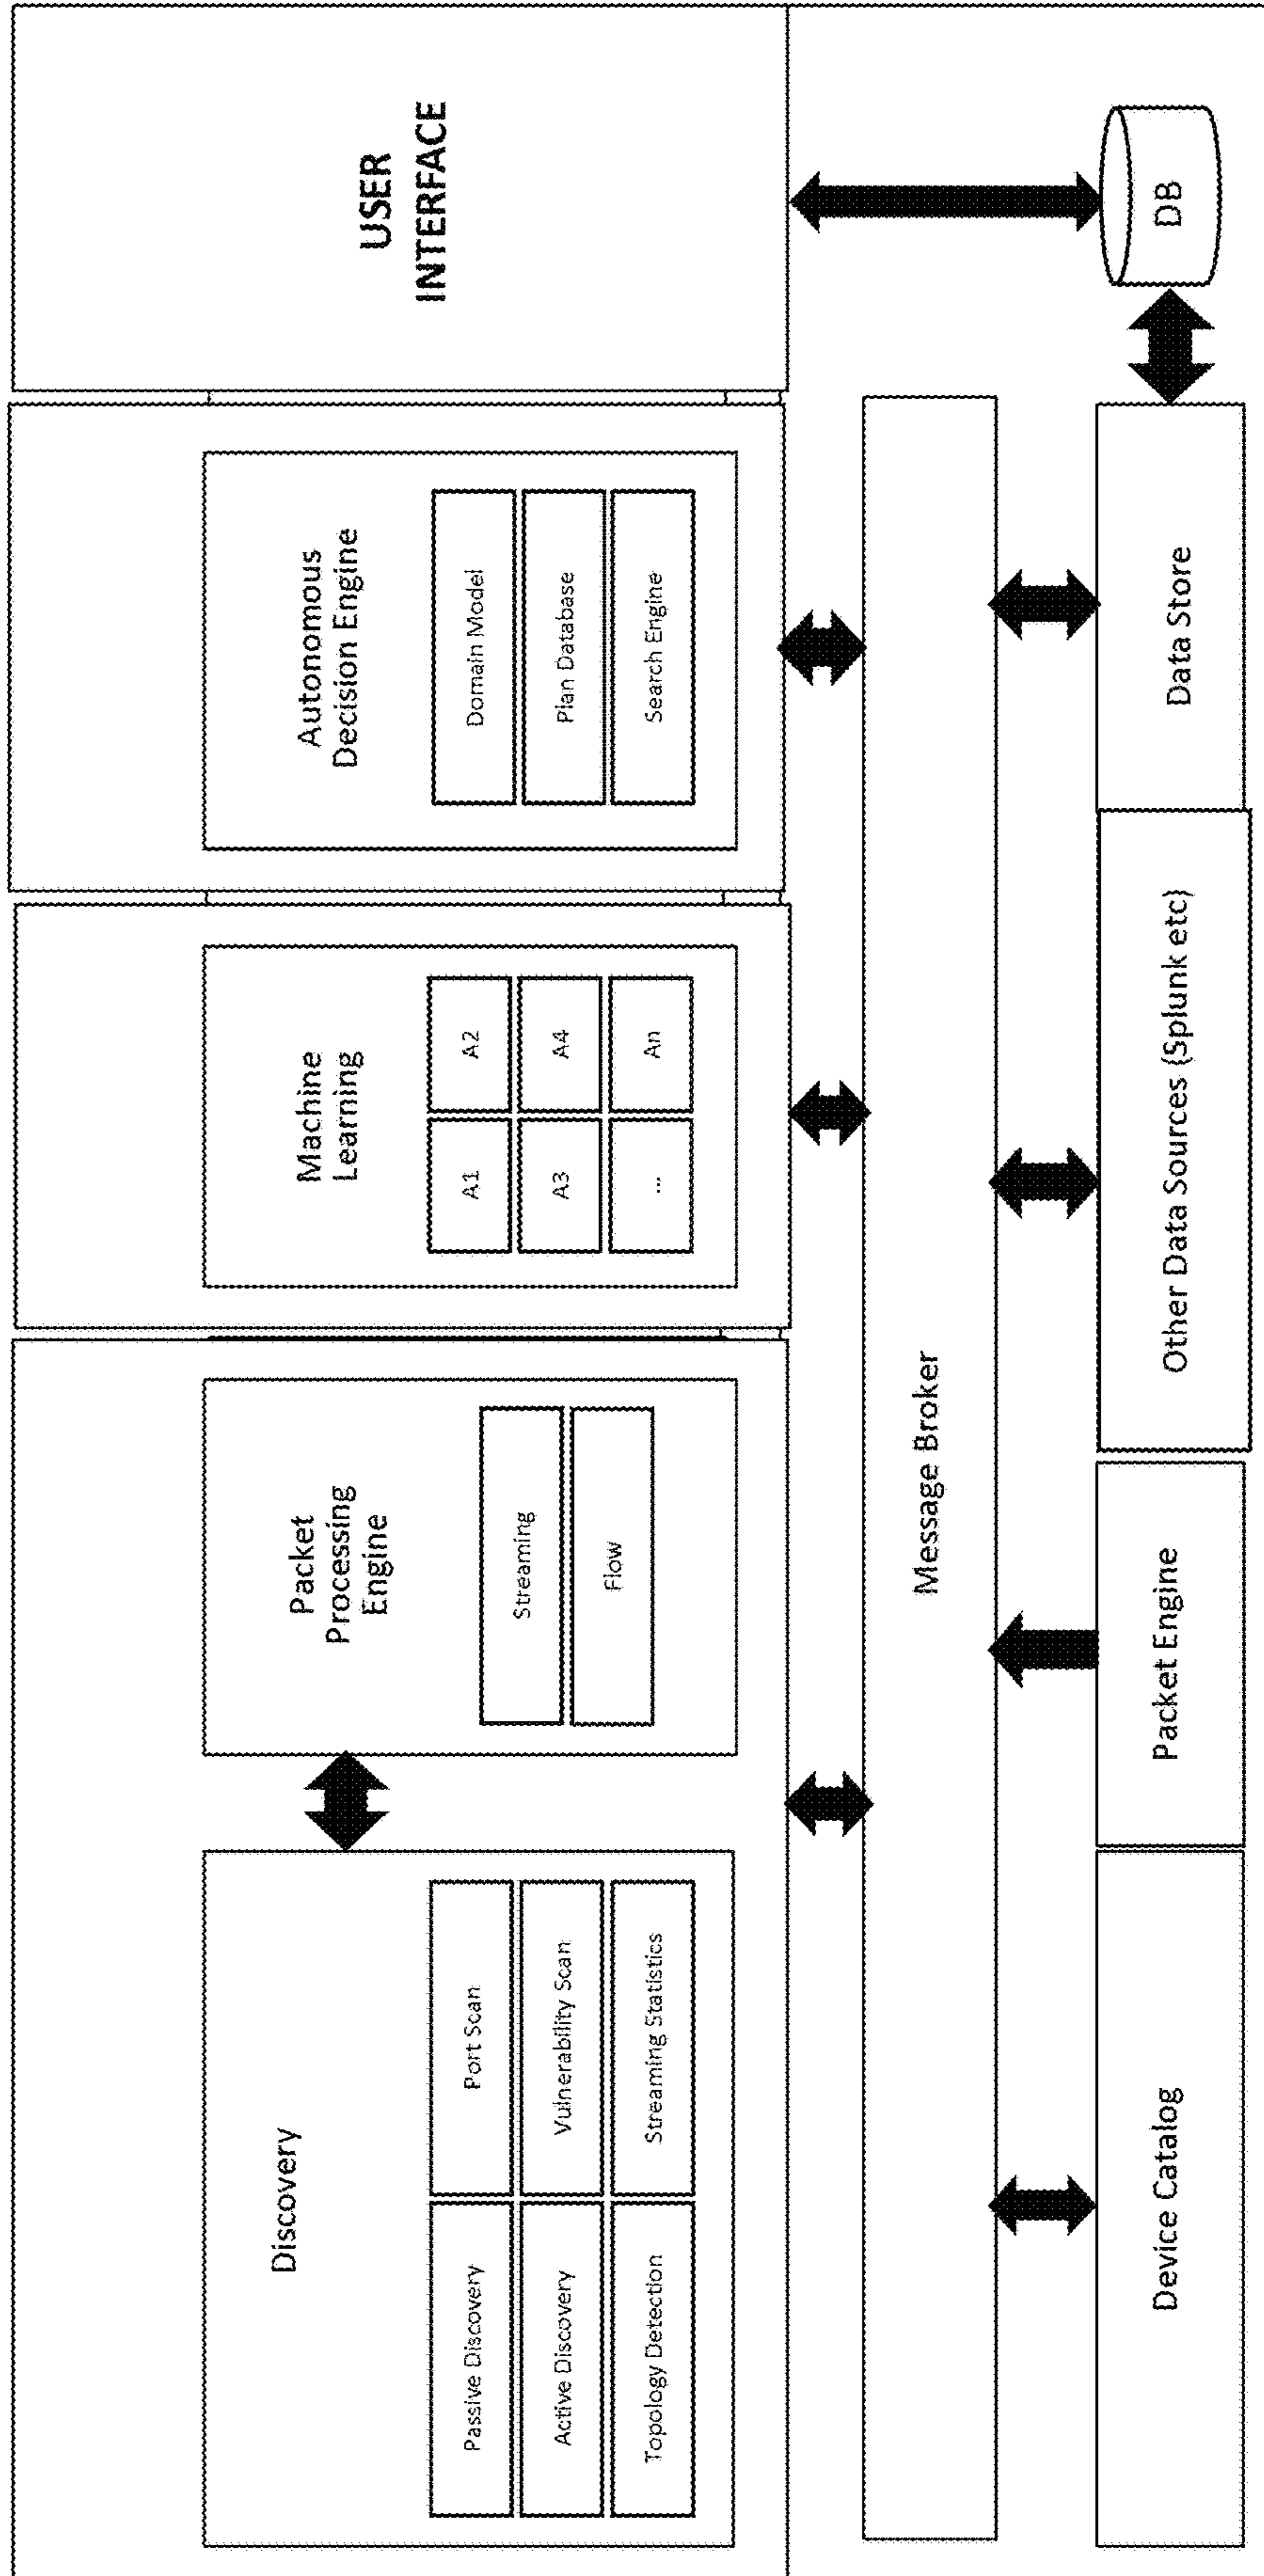 Discovery
Passive Discovery
Port Scan
Active Discovery
Vulnerability Scan
Topology Detection
Streaming Statistics
Packet
Processing
Engine
Streaming
Flow
Machine
Learning
A1
A2
A3
A4
...
An
Autonomous
Decision Engine
Domain Model
Plan Database
Search Engine
USER
INTERFACE
Message Broker
Device Catalog
Packet Engine
Other Data Sources (Splunk etc)
Data Store
DB